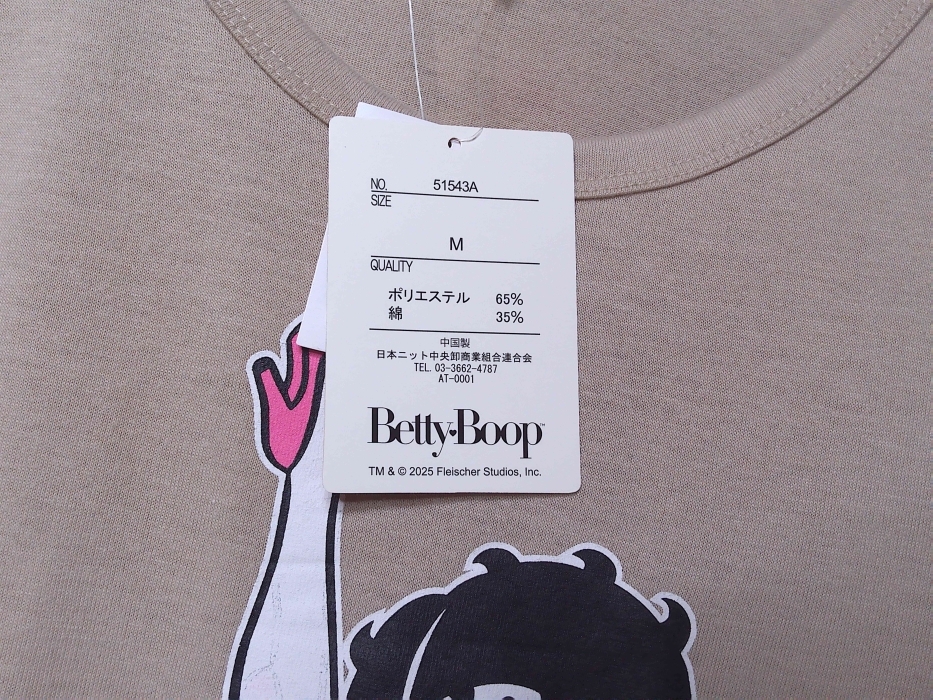 NO. 51543A
SIZE
M
QUALITY
ポリエステル 65%
綿 35%
中国製
日本ニット中央卸商業組合連合会
TEL. 03-3662-4787
AT-0001
Betty♥Boop™
TM & © 2025 Fleischer Studios, Inc.